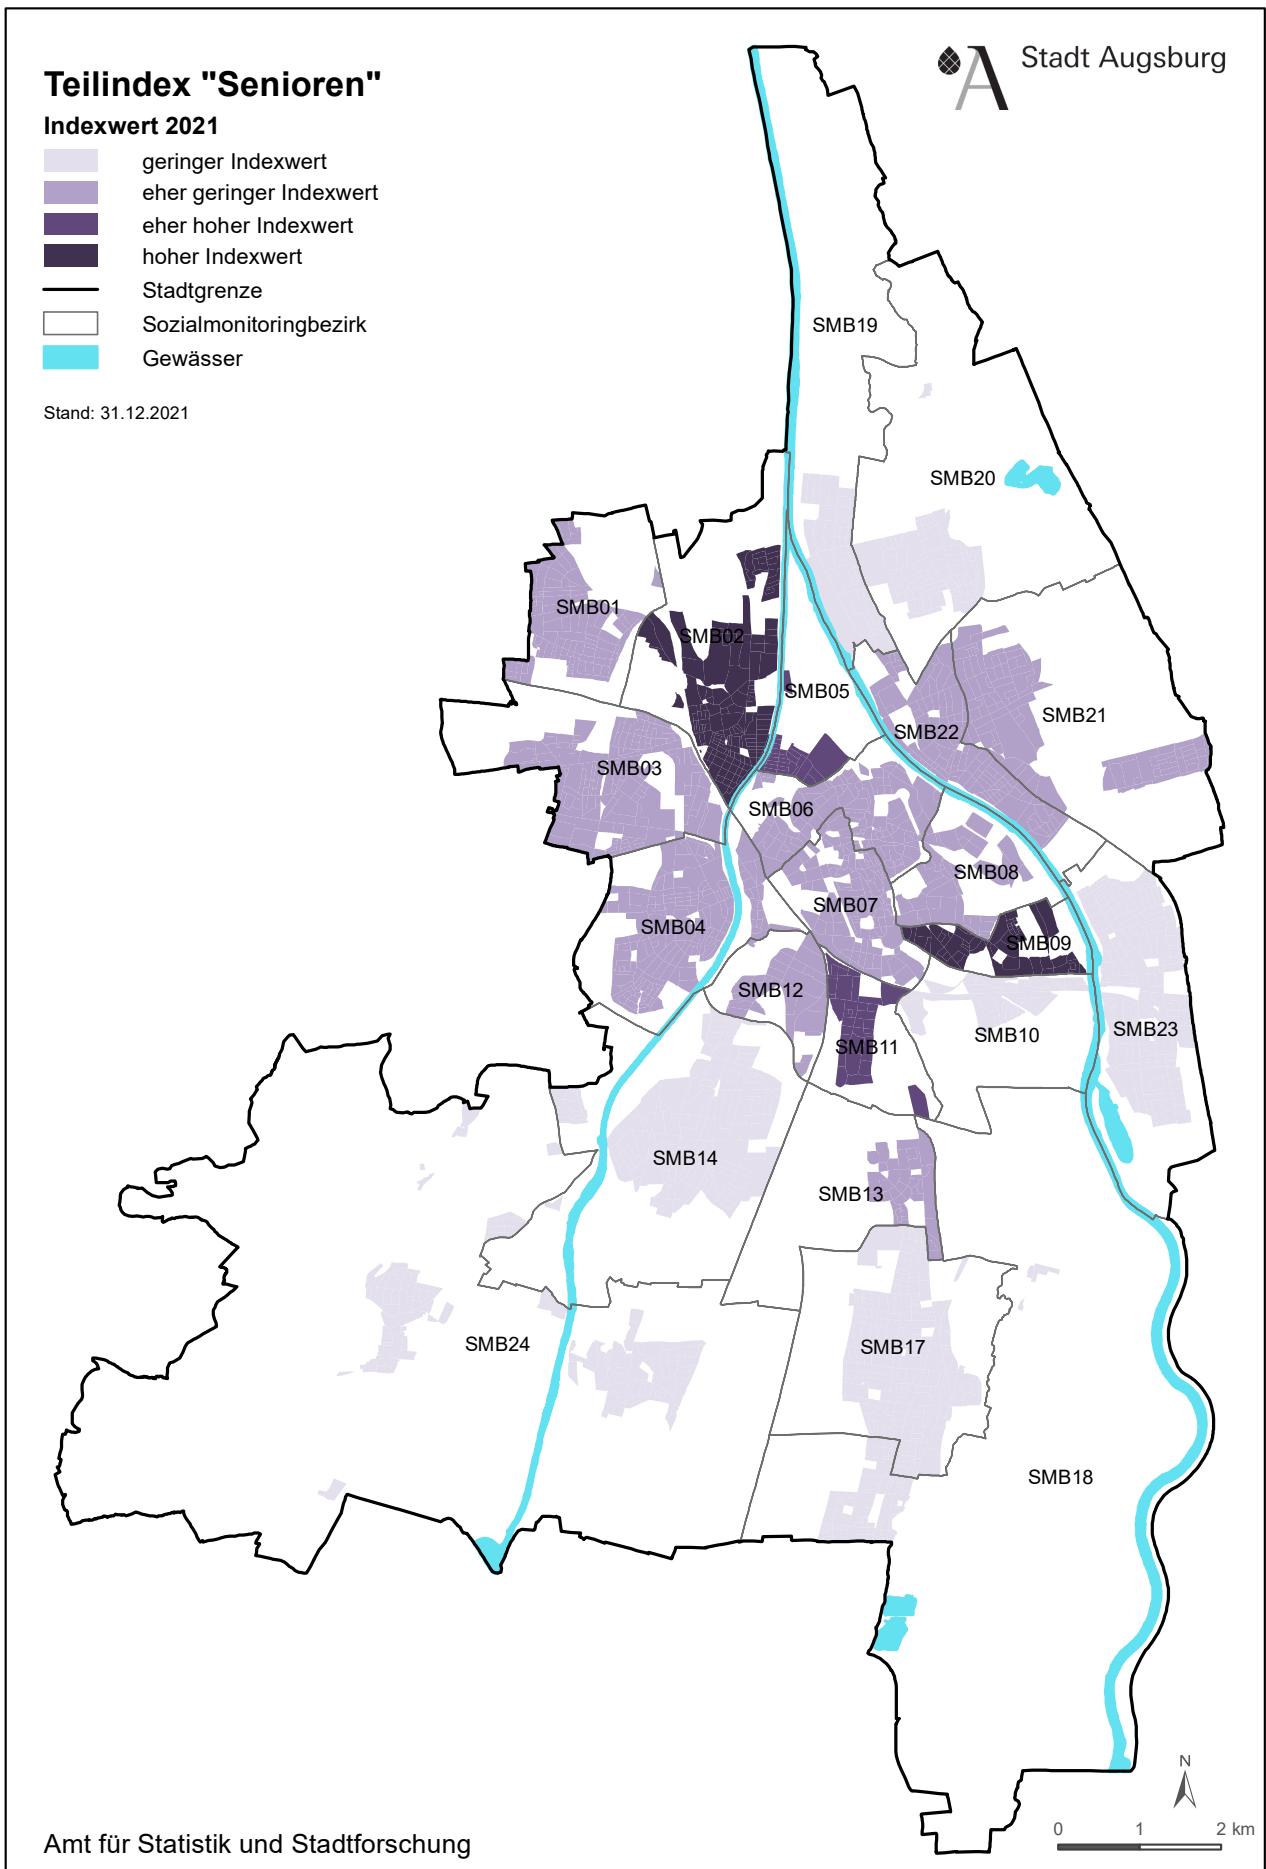 Teilindex "Senioren"
Indexwert 2021
geringer Indexwert
eher geringer Indexwert
eher hoher Indexwert
hoher Indexwert
Stadtgrenze
Sozialmonitoringbezirk
Gewässer
Stand: 31.12.2021
A Stadt Augsburg
SMB19
SMB20
SMB01
SMB02
SMB05
SMB21
SMB22
SMB03
SMB06
SMB08
SMB07
SMB04
SMB09
SMB12
SMB10
SMB23
SMB11
SMB14
SMB13
SMB24
SMB17
SMB18
N
0 1 2 km
Amt für Statistik und Stadtforschung